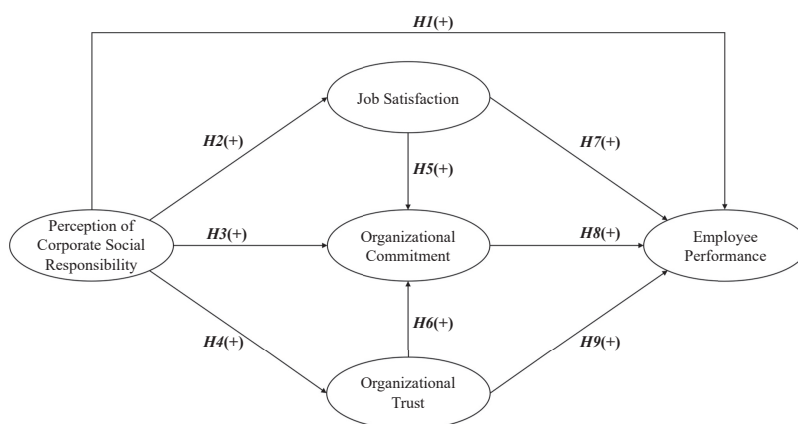 H1(+)
Job Satisfaction
H2(+)
H7(+)
H5(+)
Perception of
Corporate Social
Responsibility
H3(+)
Organizational
Commitment
H8(+)
Employee
Performance
H6(+)
H4(+)
H9(+)
Organizational
Trust